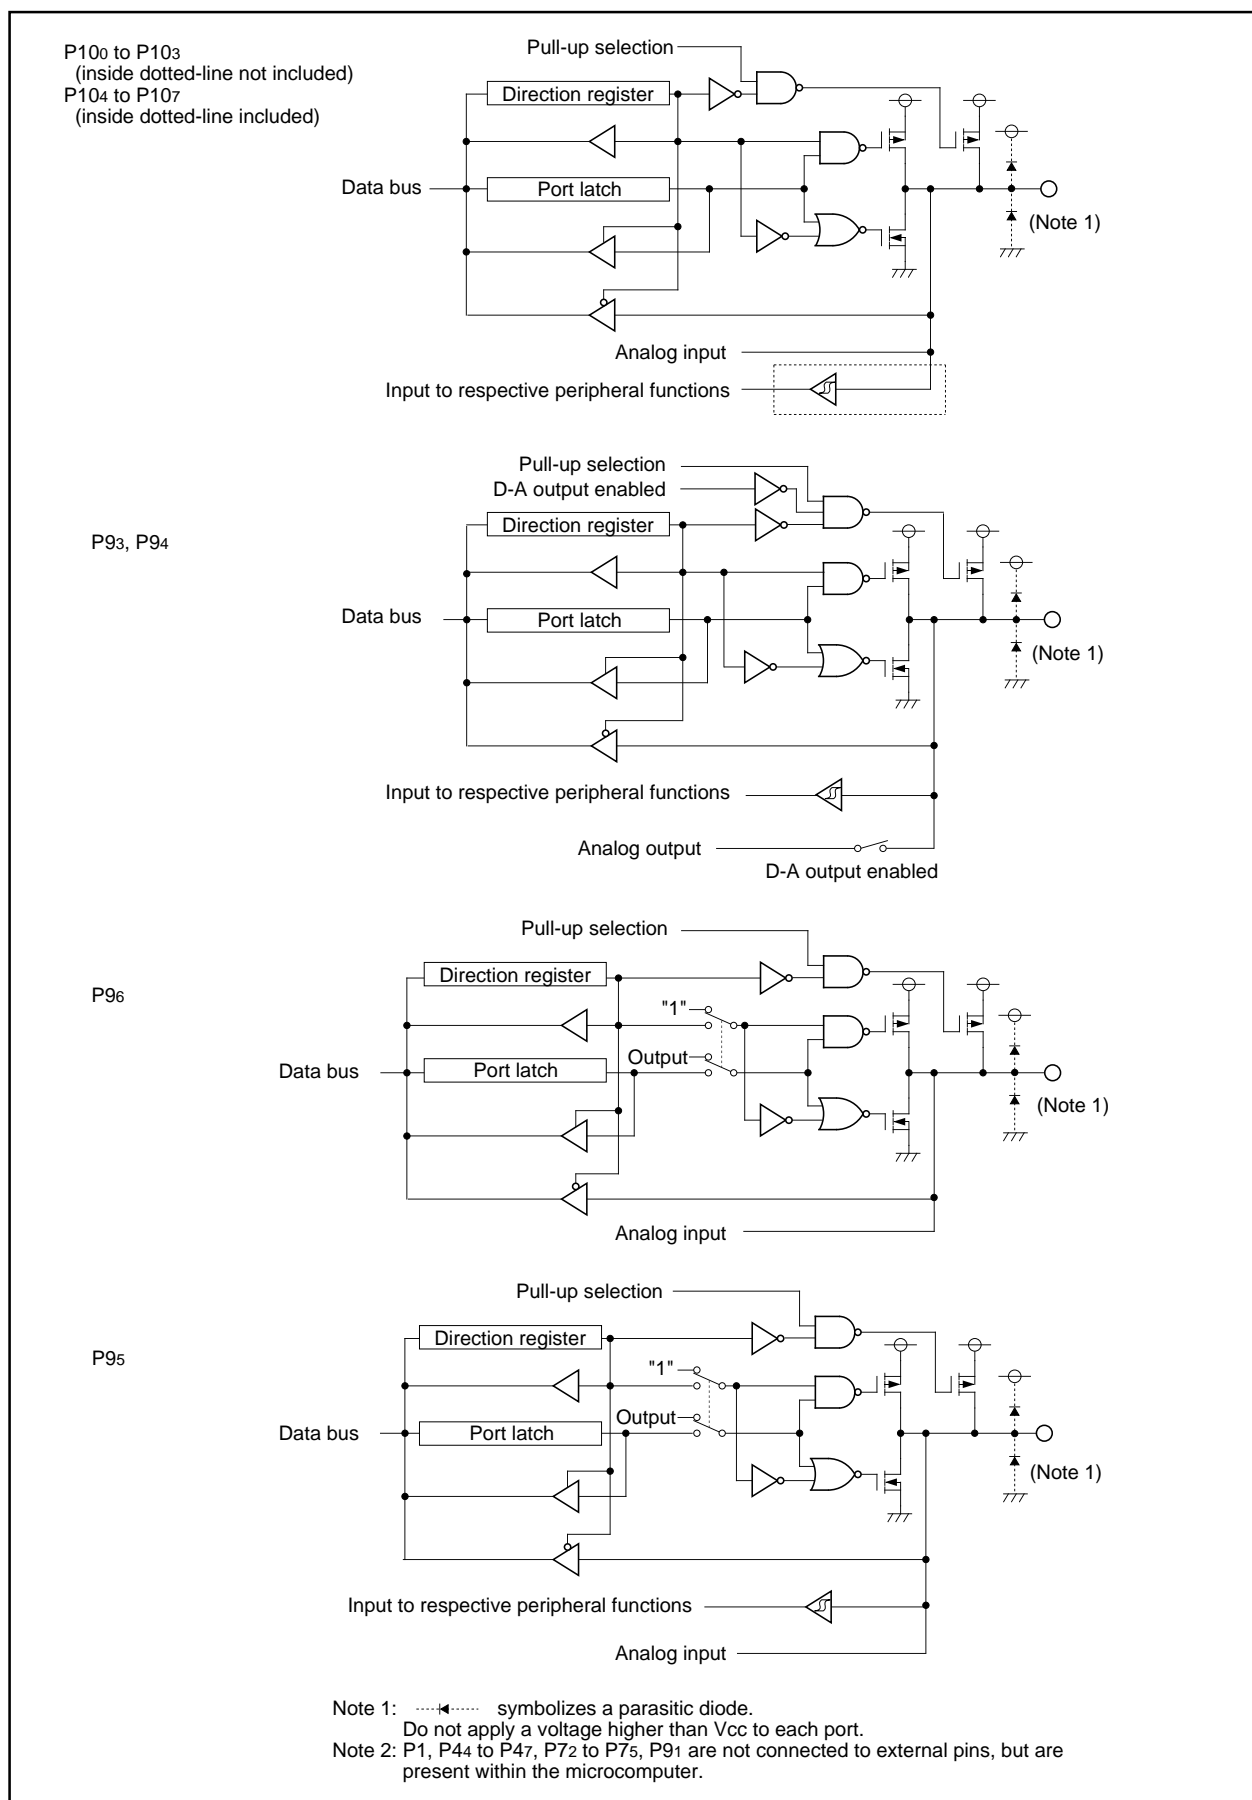 P100 to P103
(inside dotted-line not included)
P104 to P107
(inside dotted-line included)
Pull-up selection
Direction register
Data bus
Port latch
(Note 1)
Analog input
Input to respective peripheral functions
P93, P94
Pull-up selection
D-A output enabled
Direction register
Data bus
Port latch
(Note 1)
Input to respective peripheral functions
Analog output
D-A output enabled
P96
Pull-up selection
Direction register
"1"
Output
Data bus
Port latch
(Note 1)
Analog input
P95
Pull-up selection
Direction register
"1"
Output
Data bus
Port latch
(Note 1)
Input to respective peripheral functions
Analog input
Note 1: symbolizes a parasitic diode.
Do not apply a voltage higher than Vcc to each port.
Note 2: P1, P44 to P47, P72 to P75, P91 are not connected to external pins, but are
present within the microcomputer.